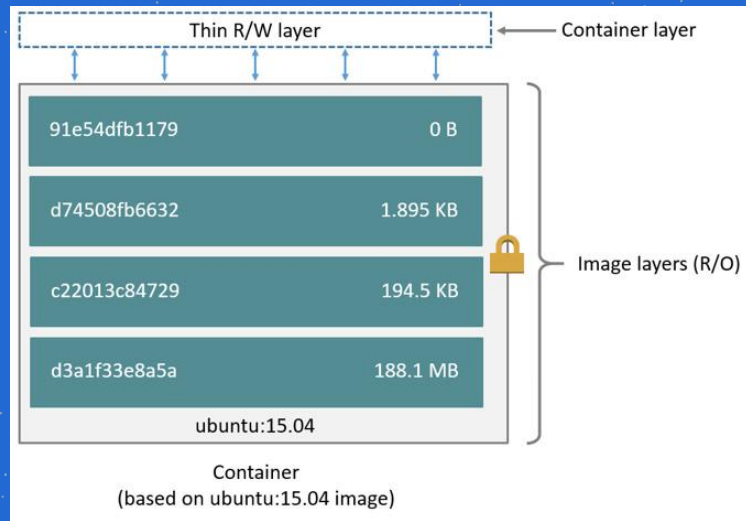 Thin R/W layer
Container layer
91e54dfb1179 0 B
d74508fb6632 1.895 KB
c22013c84729 194.5 KB
Image layers (R/O)
d3a1f33e8a5a 188.1 MB
ubuntu:15.04
Container
(based on ubuntu:15.04 image)